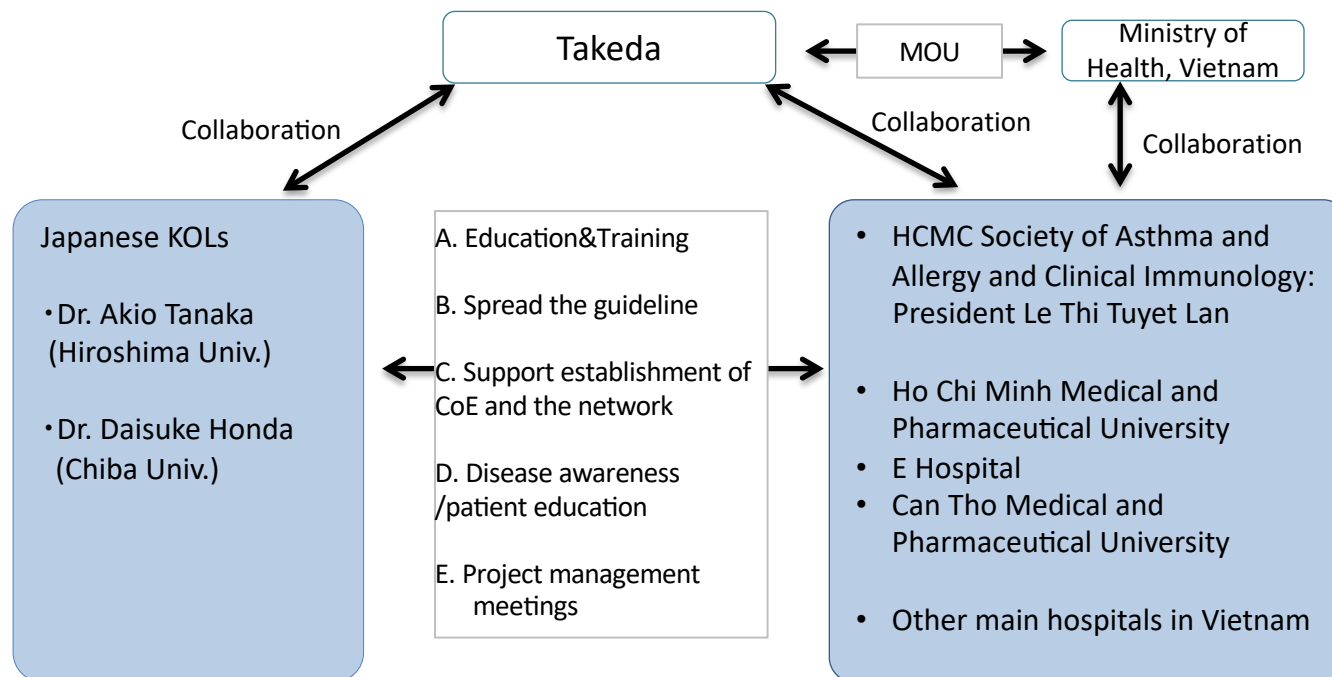 Takeda
MOU
Ministry of
Health, Vietnam
Collaboration
Collaboration
Collaboration
Japanese KOLs
・Dr. Akio Tanaka
(Hiroshima Univ.)
・Dr. Daisuke Honda
(Chiba Univ.)
A. Education&Training
B. Spread the guideline
C. Support establishment of
CoE and the network
D. Disease awareness
/patient education
E. Project management
meetings
• HCMC Society of Asthma and
Allergy and Clinical Immunology:
President Le Thi Tuyet Lan
• Ho Chi Minh Medical and
Pharmaceutical University
• E Hospital
• Can Tho Medical and
Pharmaceutical University
• Other main hospitals in Vietnam